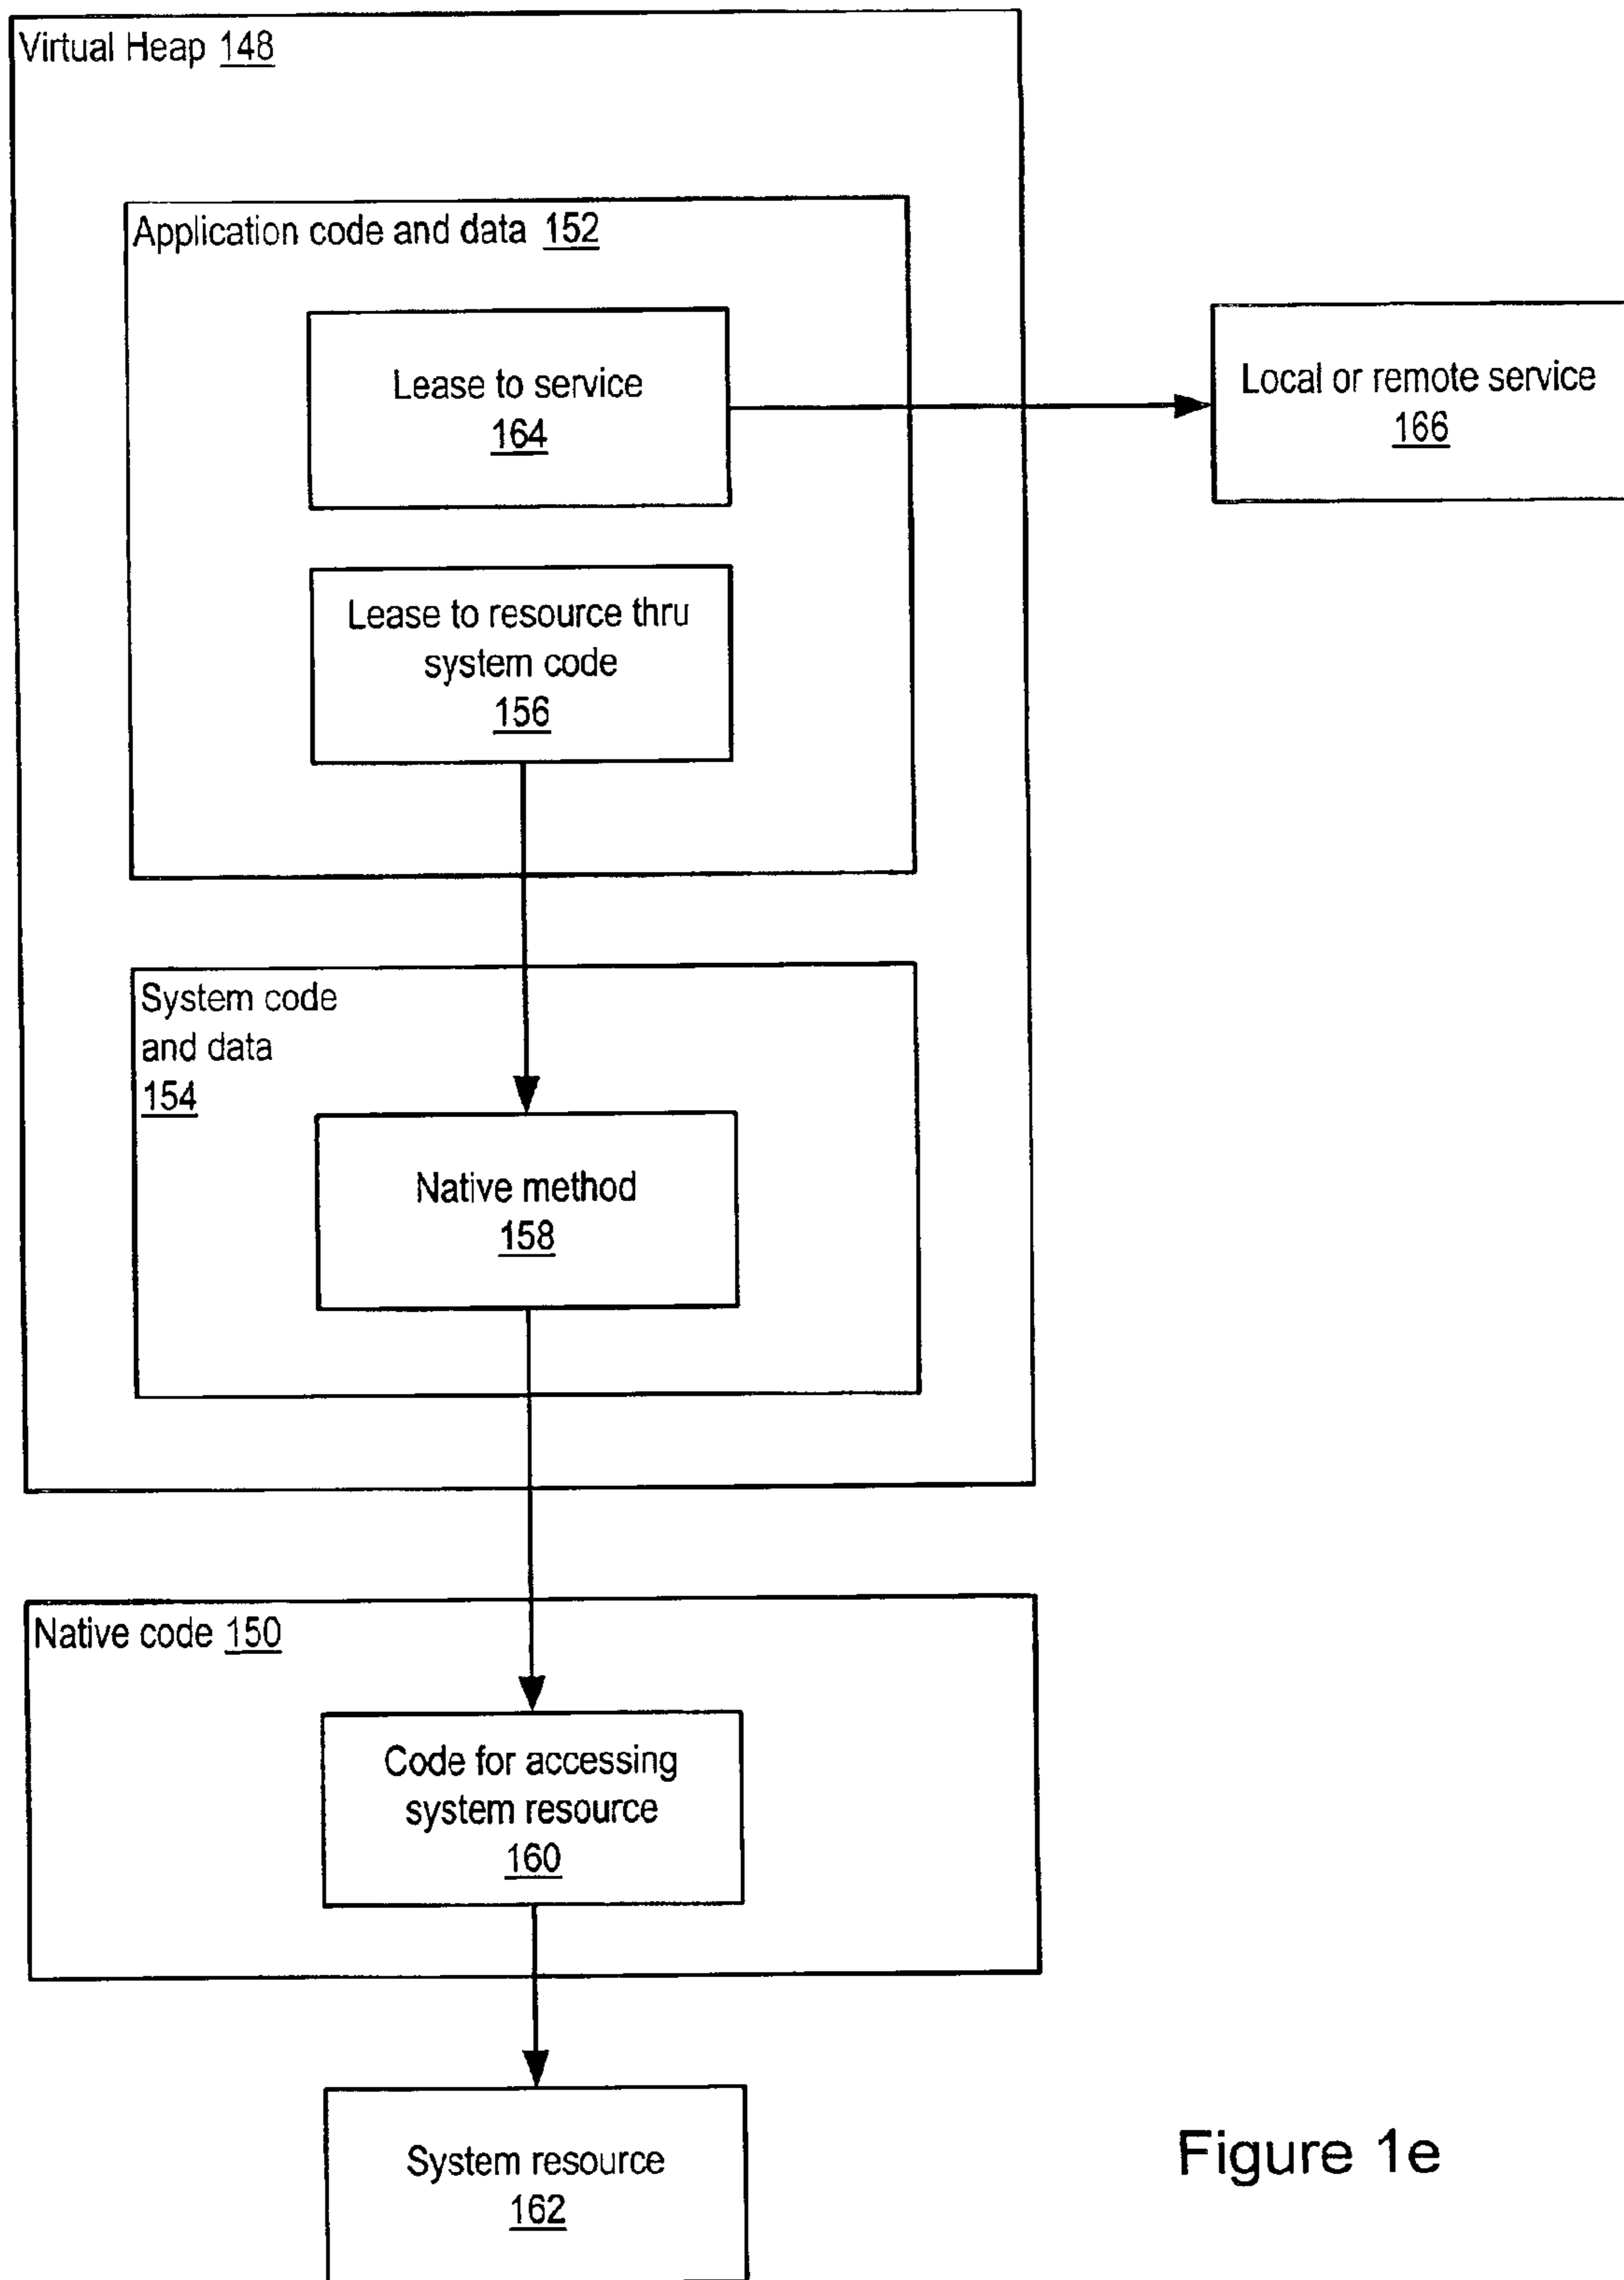 Virtual Heap 148
Application code and data 152
Lease to service
164
Local or remote service
166
Lease to resource thru
system code
156
System code
and data
154
Native method
158
Native code 150
Code for accessing
system resource
160
System resource
162
Figure 1e